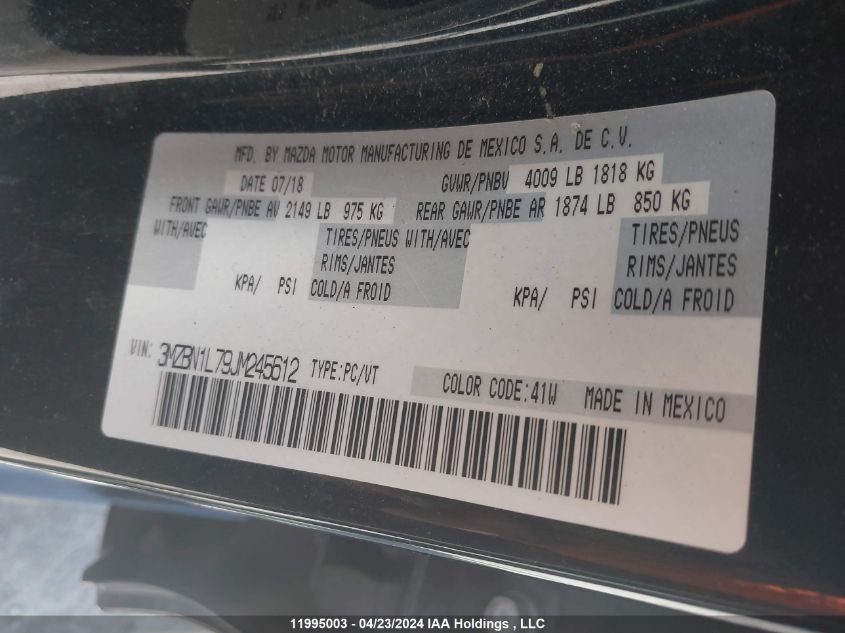 MFD. BY MAZDA MOTOR MANUFACTURING DE MEXICO S.A. DE C.V.
DATE 07/18 GVWR/PNBV 4009 LB 1818 KG
FRONT GAWR/PNBE AV 2149 LB 975 KG REAR GAWR/PNBE AR 1874 LB 850 KG
WITH/AVEC TIRES/PNEUS WITH/AVEC TIRES/PNEUS
RIMS/JANTES RIMS/JANTES
KPA/ PSI COLD/A FROID KPA/ PSI COLD/A FROID
VIN: 3MZBN1L79JM245612 TYPE:PC/VT
COLOR CODE:41W MADE IN MEXICO
11995003 - 04/23/2024 IAA Holdings , LLC